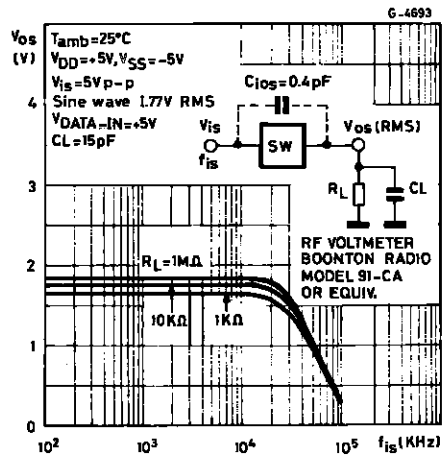 G-4693
Vos
(V)
Tamb=25°C
VDD=+5V,VSS=-5V
Vis=5Vp-p
Sine wave 1.77V RMS
VDATA-IN=+5V
CL=15pF
Cios=0.4pF
Vis
fis
SW
Vos(RMS)
RL
CL
RF VOLTMETER
BOONTON RADIO
MODEL 91-CA
OR EQUIV.
RL=1MΩ
10KΩ
1KΩ
4
3
2
1
0
10²
10³
10⁴
10⁵
fis(KHz)